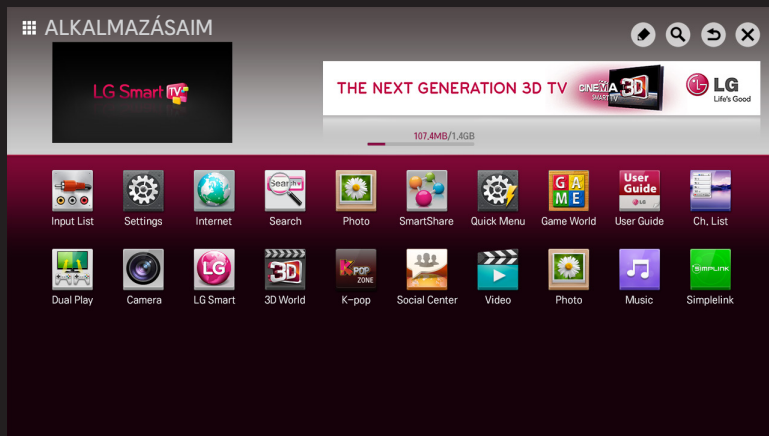 ALKALMAZÁSAIM
LG Smart TV
THE NEXT GENERATION 3D TV CINEMA 3D SMART TV LG Life's Good
107.4MB/1.4GB
Search tv
GAME
User Guide LG
Input List Settings Internet Search Photo SmartShare Quick Menu Game World User Guide Ch. List
LG 3D K-POP ZONE SIMPLINK
Dual Play Camera LG Smart 3D World K-pop Social Center Video Photo Music Simplelink